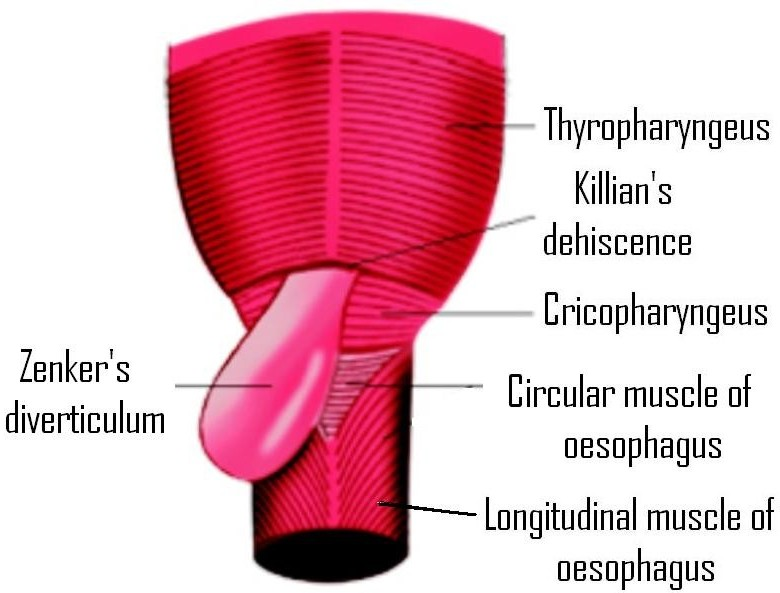 Thyropharyngeus
Killian's
dehiscence
Cricopharyngeus
Zenker's
diverticulum
Circular muscle of
oesophagus
Longitudinal muscle of
oesophagus